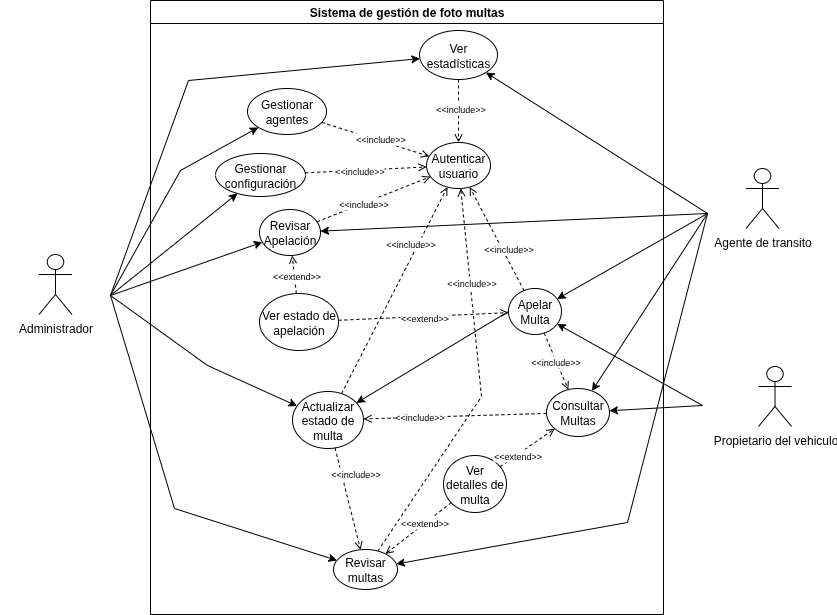 Sistema de gestión de foto multas
Ver
estadísticas
<<include>>
Gestionar
agentes
<<include>>
Autenticar
usuario
Gestionar
configuración
<<include>>
<<include>>
Revisar
Apelación
<<include>>
<<include>>
Agente de transito
<<extend>>
<<include>>
Administrador
Ver estado de
apelación
<<extend>>
Apelar
Multa
<<include>>
Actualizar
estado de
multa
<<include>>
Consultar
Multas
Propietario del vehiculo
<<extend>>
<<include>>
Ver
detalles de
multa
<<extend>>
Revisar
multas